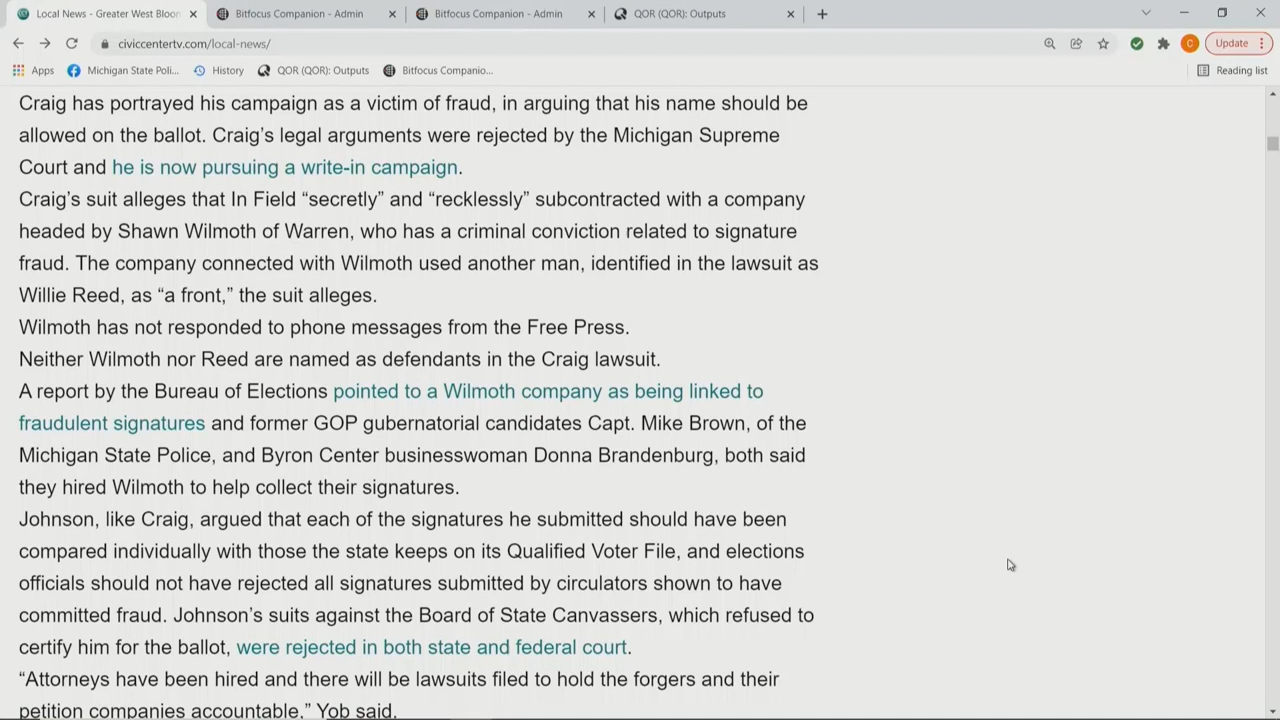 Local News - Greater West Bloom
Bitfocus Companion - Admin
Bitfocus Companion - Admin
QOR (QOR): Outputs
civiccentertv.com/local-news/
C
Update
Apps
Michigan State Poli...
History
QOR (QOR): Outputs
Bitfocus Companio...
Reading list
Craig has portrayed his campaign as a victim of fraud, in arguing that his name should be
allowed on the ballot. Craig's legal arguments were rejected by the Michigan Supreme
Court and he is now pursuing a write-in campaign.
Craig's suit alleges that In Field “secretly” and “recklessly” subcontracted with a company
headed by Shawn Wilmoth of Warren, who has a criminal conviction related to signature
fraud. The company connected with Wilmoth used another man, identified in the lawsuit as
Willie Reed, as “a front,” the suit alleges.
Wilmoth has not responded to phone messages from the Free Press.
Neither Wilmoth nor Reed are named as defendants in the Craig lawsuit.
A report by the Bureau of Elections pointed to a Wilmoth company as being linked to
fraudulent signatures and former GOP gubernatorial candidates Capt. Mike Brown, of the
Michigan State Police, and Byron Center businesswoman Donna Brandenburg, both said
they hired Wilmoth to help collect their signatures.
Johnson, like Craig, argued that each of the signatures he submitted should have been
compared individually with those the state keeps on its Qualified Voter File, and elections
officials should not have rejected all signatures submitted by circulators shown to have
committed fraud. Johnson's suits against the Board of State Canvassers, which refused to
certify him for the ballot, were rejected in both state and federal court.
“Attorneys have been hired and there will be lawsuits filed to hold the forgers and their
petition companies accountable,” Yob said.